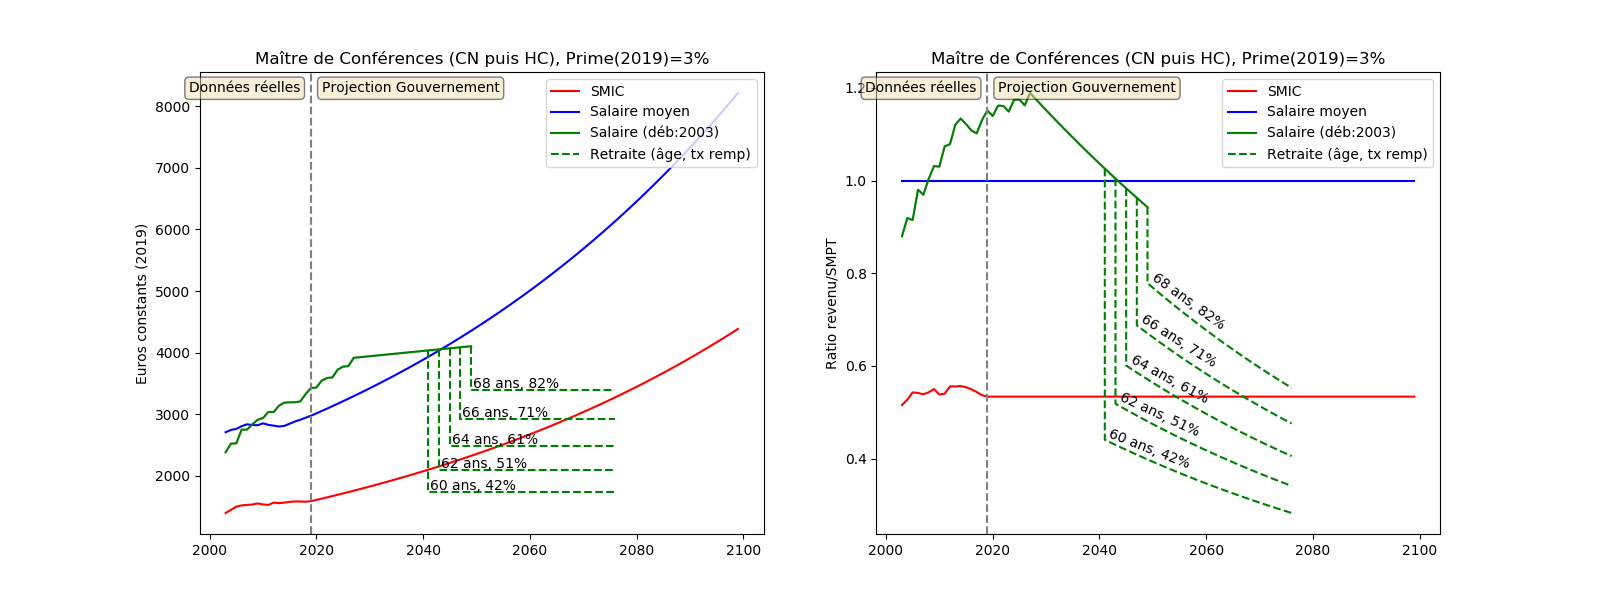 Maître de Conférences (CN puis HC), Prime(2019)=3%
Données réelles
Projection Gouvernement
SMIC
Salaire moyen
Salaire (déb:2003)
Retraite (âge, tx remp)
Euros constants (2019)
8000
7000
6000
5000
4000
3000
2000
68 ans, 82%
66 ans, 71%
64 ans, 61%
62 ans, 51%
60 ans, 42%
2000 2020 2040 2060 2080 2100
Maître de Conférences (CN puis HC), Prime(2019)=3%
Données réelles
Projection Gouvernement
SMIC
Salaire moyen
Salaire (déb:2003)
Retraite (âge, tx remp)
Ratio revenu/SMPT
1.2
1.0
0.8
0.6
0.4
68 ans, 82%
66 ans, 71%
64 ans, 61%
62 ans, 51%
60 ans, 42%
2000 2020 2040 2060 2080 2100